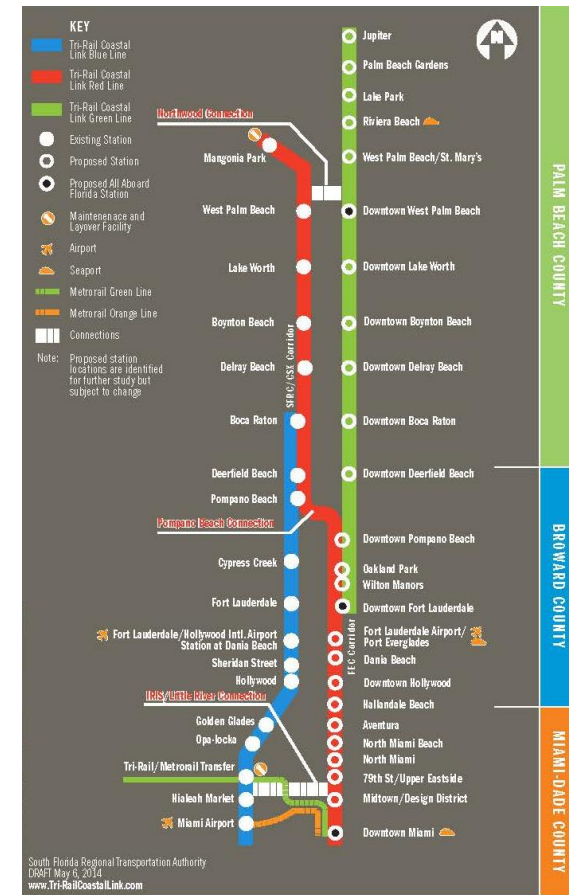 KEY
Tri-Rail Coastal
Link Blue Line
Tri-Rail Coastal
Link Red Line
Tri-Rail Coastal
Link Green Line
Existing Station
Proposed Station
Proposed All Aboard
Florida Station
Maintenenace and
Layover Facility
Airport
Seaport
Metrorail Green Line
Metrorail Orange Line
Connections
Note: Proposed station
locations are identified
for further study but
subject to change
N
Northwood Connection
Mangonia Park
West Palm Beach
Lake Worth
Boynton Beach
Delray Beach
SFRC/CSX Corridor
Boca Raton
Deerfield Beach
Pompano Beach
Pompano Beach Connection
Cypress Creek
Fort Lauderdale
Fort Lauderdale/Hollywood Intl. Airport
Station at Dania Beach
Sheridan Street
Hollywood
IRIS/Little River Connection
Golden Glades
Opa-locka
Tri-Rail/Metrorail Transfer
Hialeah Market
Miami Airport
Jupiter
Palm Beach Gardens
Lake Park
Riviera Beach
West Palm Beach/St. Mary's
Downtown West Palm Beach
Downtown Lake Worth
Downtown Boynton Beach
Downtown Delray Beach
Downtown Boca Raton
Downtown Deerfield Beach
Downtown Pompano Beach
Oakland Park
Wilton Manors
Downtown Fort Lauderdale
FEC Corridor
Fort Lauderdale Airport/
Port Everglades
Dania Beach
Downtown Hollywood
Hallandale Beach
Aventura
North Miami Beach
North Miami
79th St/Upper Eastside
Midtown/Design District
Downtown Miami
PALM BEACH COUNTY
BROWARD COUNTY
MIAMI-DADE COUNTY
South Florida Regional Transportation Authority
DRAFT May 6, 2014
www.Tri-RailCoastalLink.com